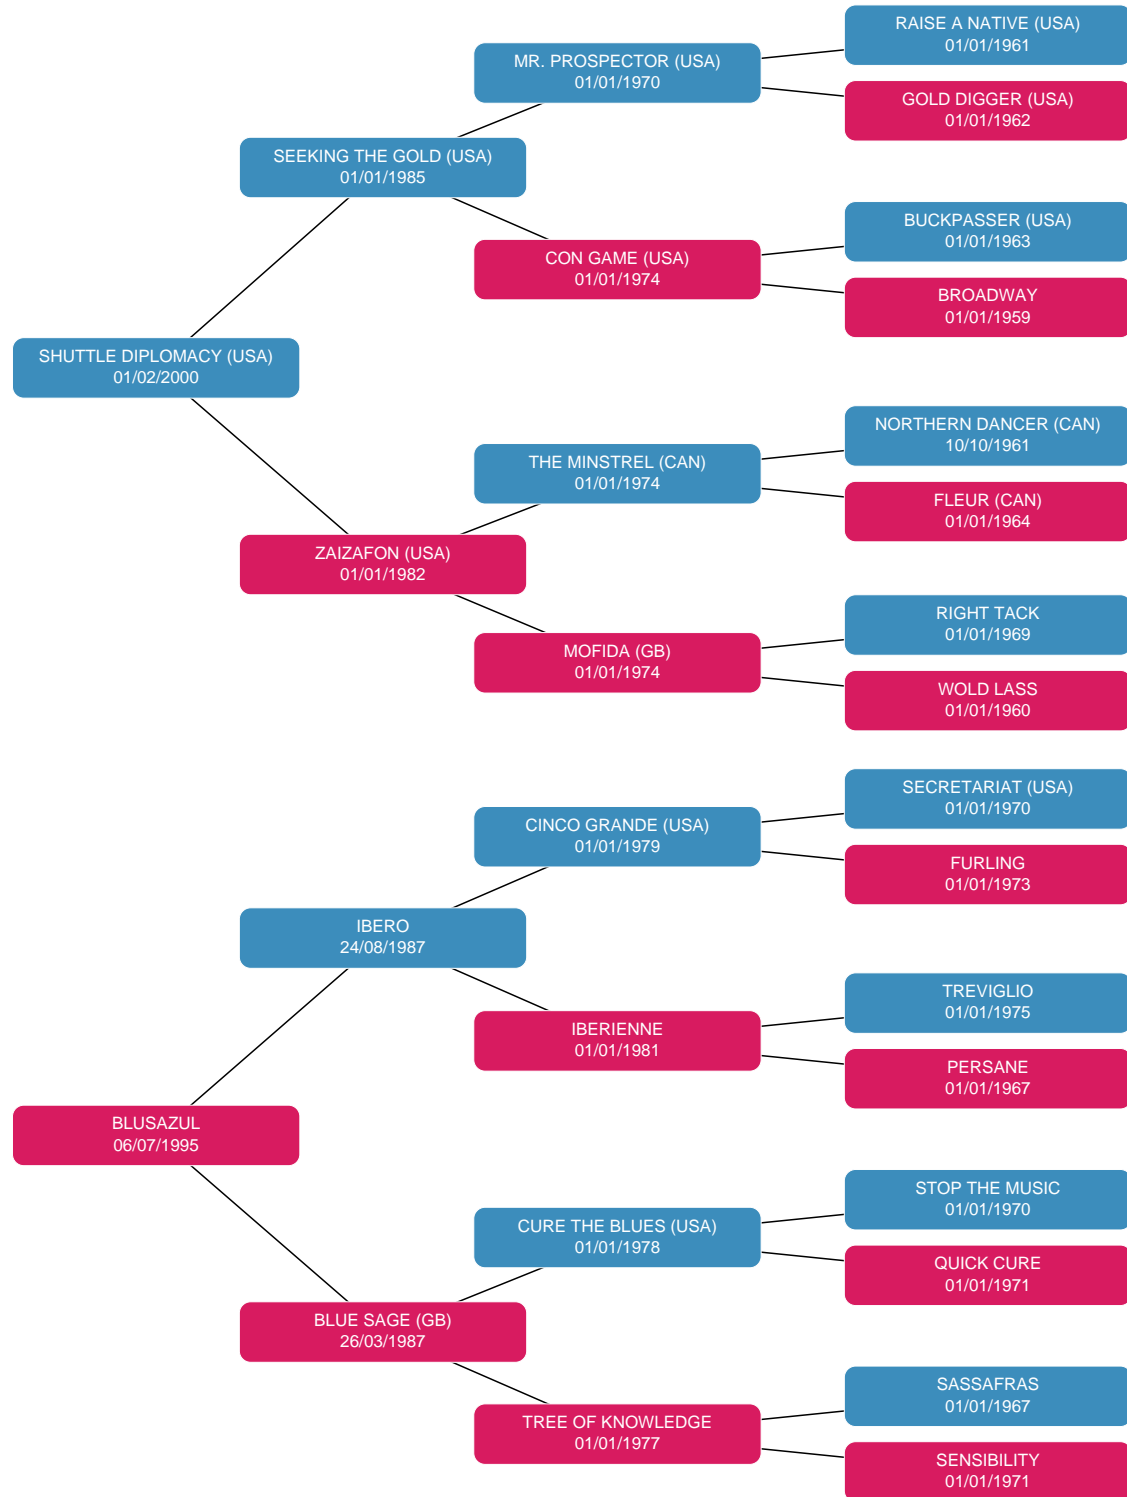 RAISE A NATIVE (USA)
01/01/1961
MR. PROSPECTOR (USA)
01/01/1970
GOLD DIGGER (USA)
01/01/1962
SEEKING THE GOLD (USA)
01/01/1985
BUCKPASSER (USA)
01/01/1963
CON GAME (USA)
01/01/1974
BROADWAY
01/01/1959
SHUTTLE DIPLOMACY (USA)
01/02/2000
NORTHERN DANCER (CAN)
10/10/1961
THE MINSTREL (CAN)
01/01/1974
FLEUR (CAN)
01/01/1964
ZAIZAFON (USA)
01/01/1982
RIGHT TACK
01/01/1969
MOFIDA (GB)
01/01/1974
WOLD LASS
01/01/1960
SECRETARIAT (USA)
01/01/1970
CINCO GRANDE (USA)
01/01/1979
FURLING
01/01/1973
IBERO
24/08/1987
TREVIGLIO
01/01/1975
IBERIENNE
01/01/1981
PERSANE
01/01/1967
BLUSAZUL
06/07/1995
STOP THE MUSIC
01/01/1970
CURE THE BLUES (USA)
01/01/1978
QUICK CURE
01/01/1971
BLUE SAGE (GB)
26/03/1987
SASSAFRAS
01/01/1967
TREE OF KNOWLEDGE
01/01/1977
SENSIBILITY
01/01/1971